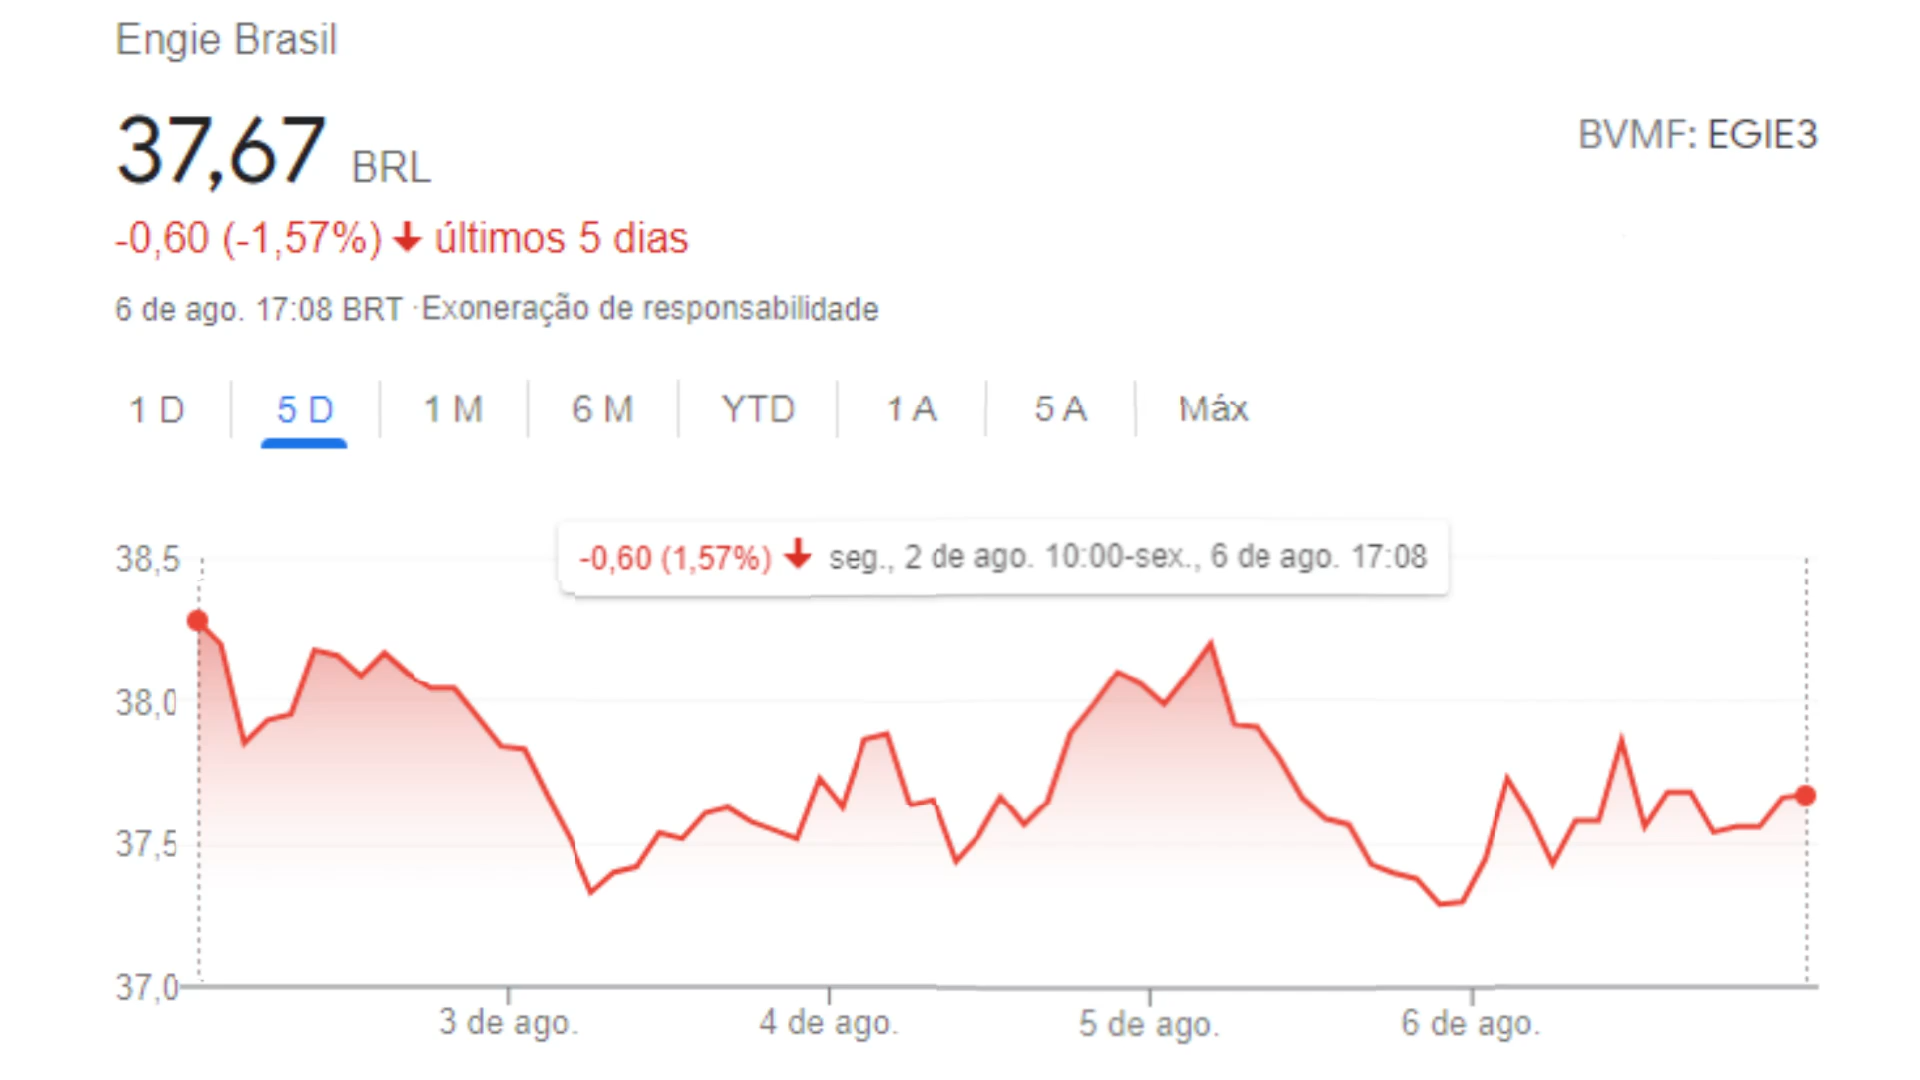 Engie Brasil
37,67 BRL
BVMF: EGIE3
-0,60 (-1,57%) ↓ últimos 5 dias
6 de ago. 17:08 BRT ·Exoneração de responsabilidade
1 D 5 D 1 M 6 M YTD 1 A 5 A Máx
-0,60 (1,57%) ↓ seg., 2 de ago. 10:00-sex., 6 de ago. 17:08
38,5
38,0
37,5
37,0
3 de ago. 4 de ago. 5 de ago. 6 de ago.